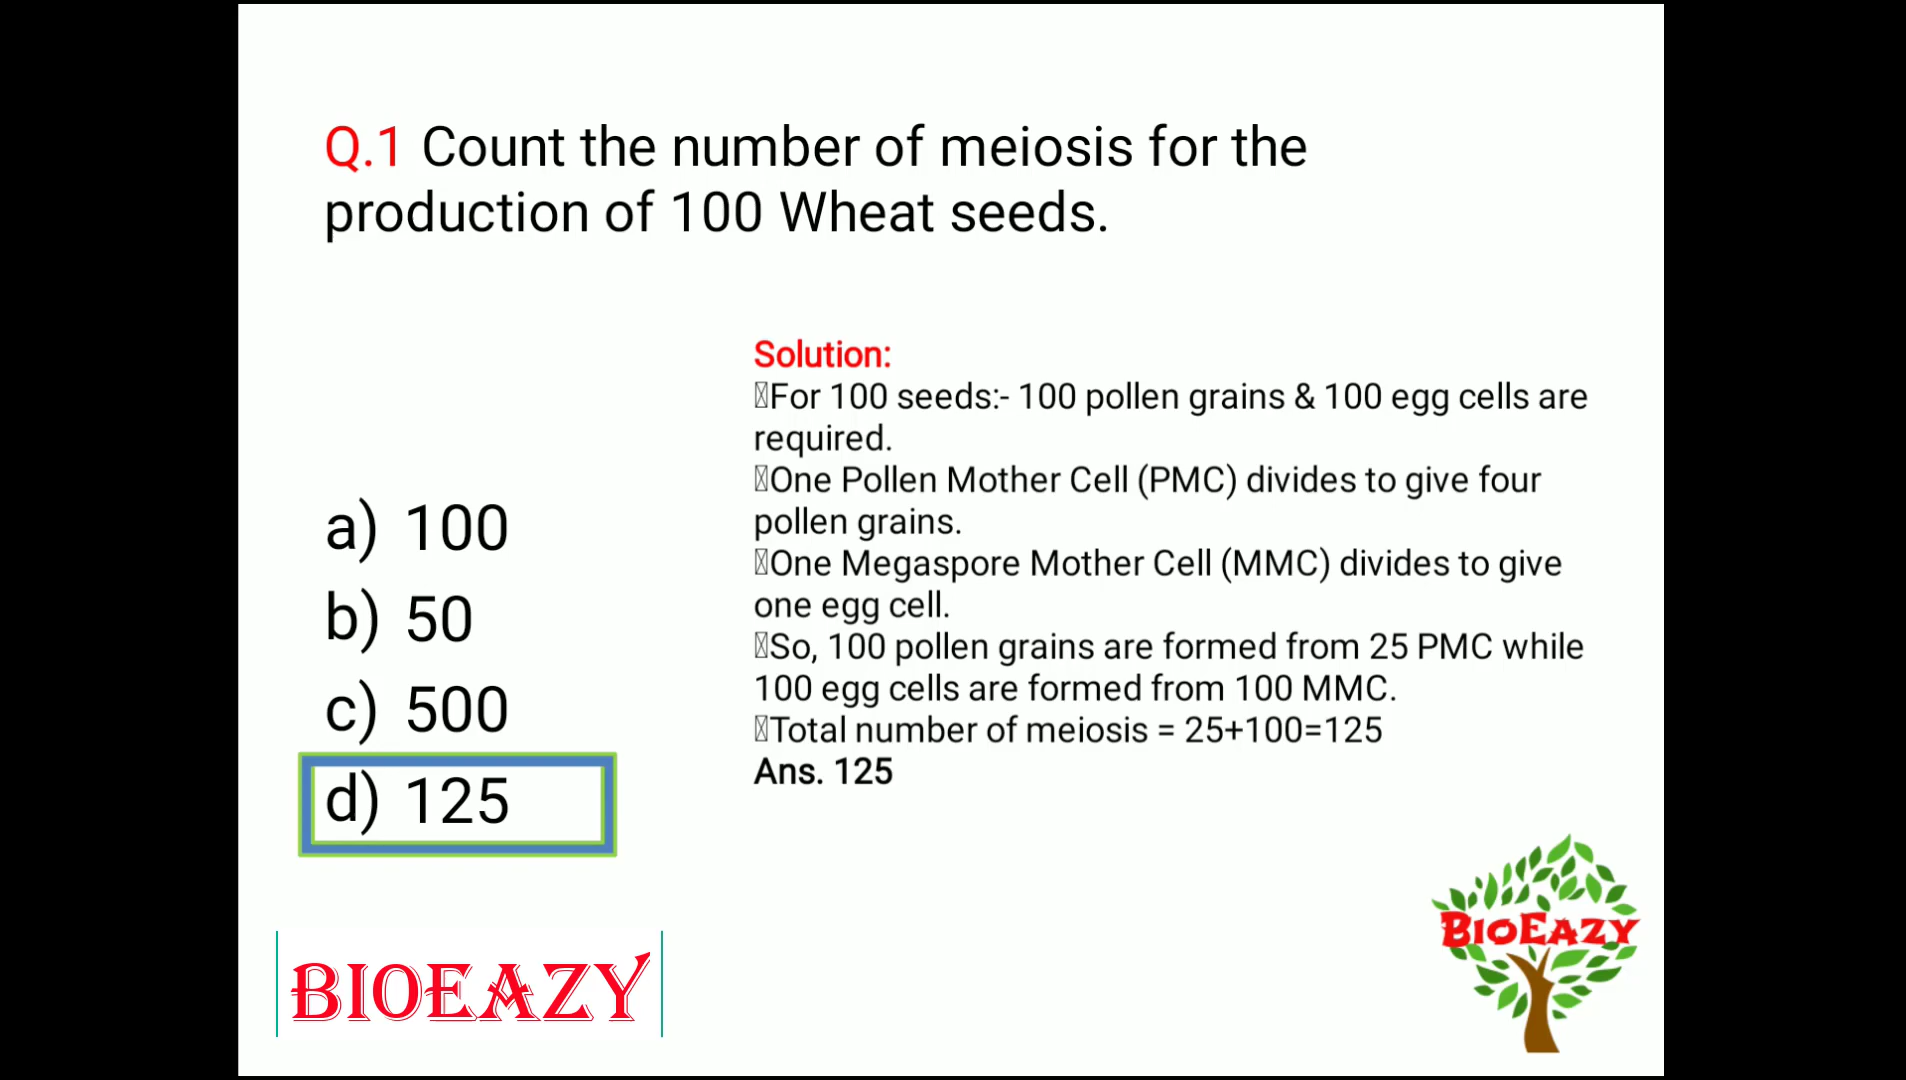 Q.1 Count the number of meiosis for the
production of 100 Wheat seeds.
Solution:
For 100 seeds:- 100 pollen grains & 100 egg cells are
required.
One Pollen Mother Cell (PMC) divides to give four
pollen grains.
One Megaspore Mother Cell (MMC) divides to give
one egg cell.
So, 100 pollen grains are formed from 25 PMC while
100 egg cells are formed from 100 MMC.
Total number of meiosis = 25+100=125
Ans. 125
a) 100
b) 50
c) 500
d) 125
BIOEAZY
BIOEAZY